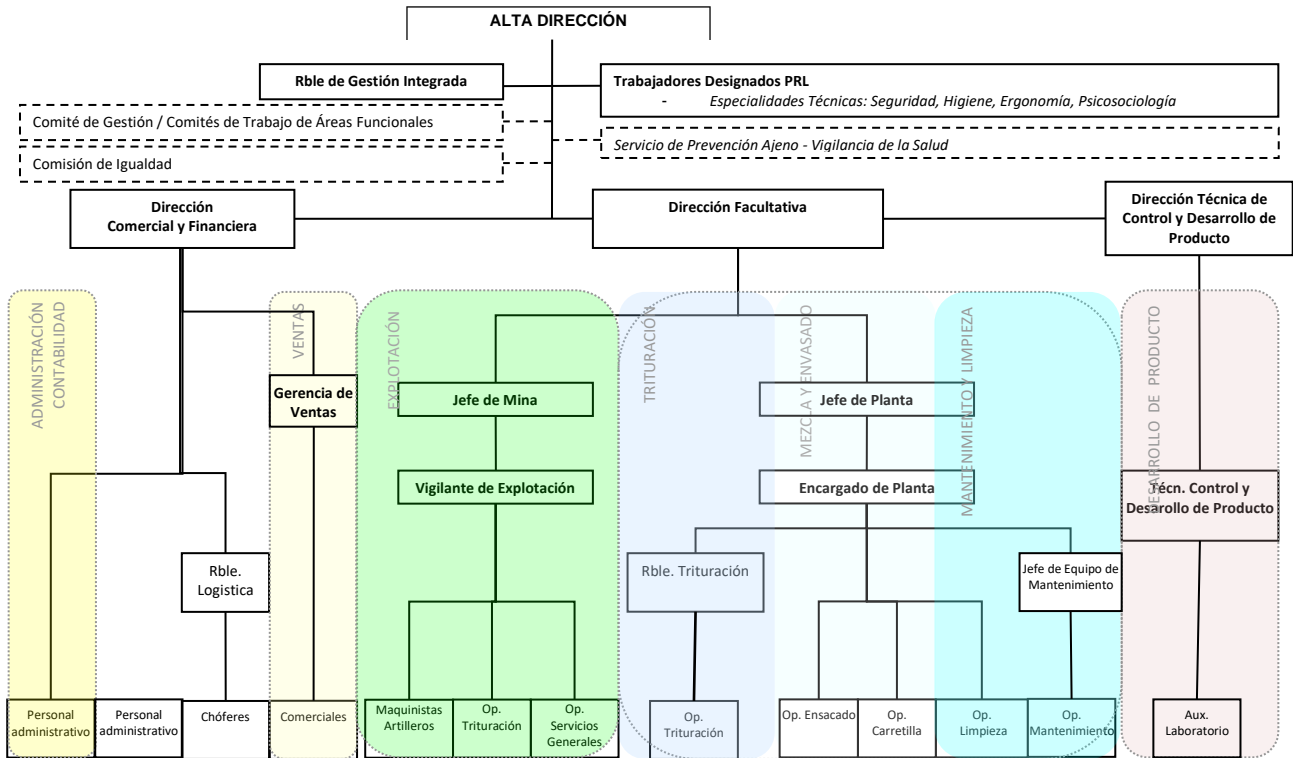 ALTA DIRECCIÓN
Rble de Gestión Integrada
Trabajadores Designados PRL
- Especialidades Técnicas: Seguridad, Higiene, Ergonomía, Psicosociología
Comité de Gestión / Comités de Trabajo de Áreas Funcionales
Servicio de Prevención Ajeno - Vigilancia de la Salud
Comisión de Igualdad
Dirección
Comercial y Financiera
Dirección Facultativa
Dirección Técnica de
Control y Desarrollo de
Producto
ADMINISTRACIÓN
CONTABILIDAD
VENTAS
EXPLOTACIÓN
TRITURACIÓN
MEZCLA Y ENVASADO
MANTENIMIENTO Y LIMPIEZA
DESARROLLO DE PRODUCTO
Gerencia de
Ventas
Jefe de Mina
Jefe de Planta
Vigilante de Explotación
Encargado de Planta
Técn. Control y
Desarrollo de Producto
Rble.
Logistica
Rble. Trituración
Jefe de Equipo de
Mantenimiento
Personal
administrativo
Personal
administrativo
Chóferes
Comerciales
Maquinistas
Artilleros
Op.
Trituración
Op.
Servicios
Generales
Op.
Trituración
Op. Ensacado
Op.
Carretilla
Op.
Limpieza
Op.
Mantenimiento
Aux.
Laboratorio